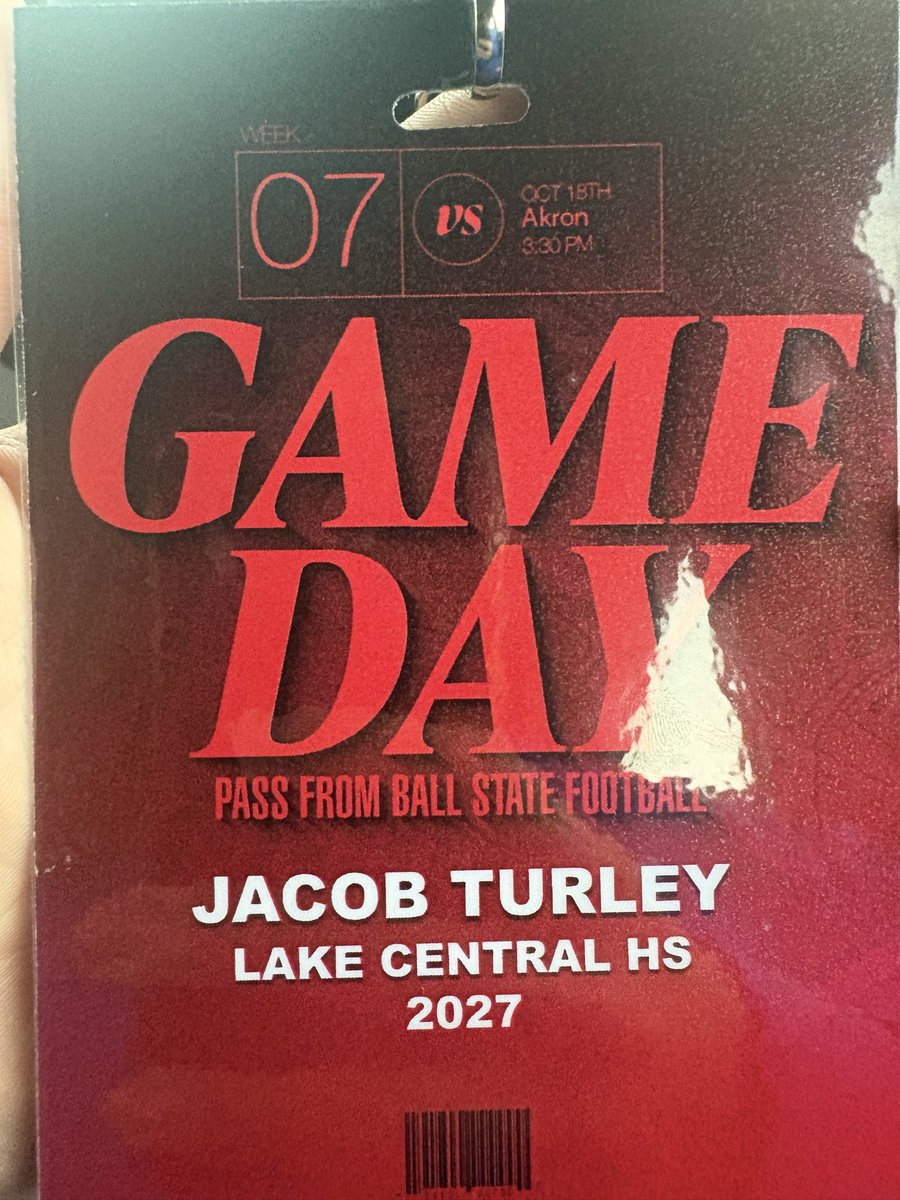 WEEK
07
vs
OCT 18TH
Akron
3:30 PM
GAME
DAY
PASS FROM BALL STATE FOOTBALL
JACOB TURLEY
LAKE CENTRAL HS
2027